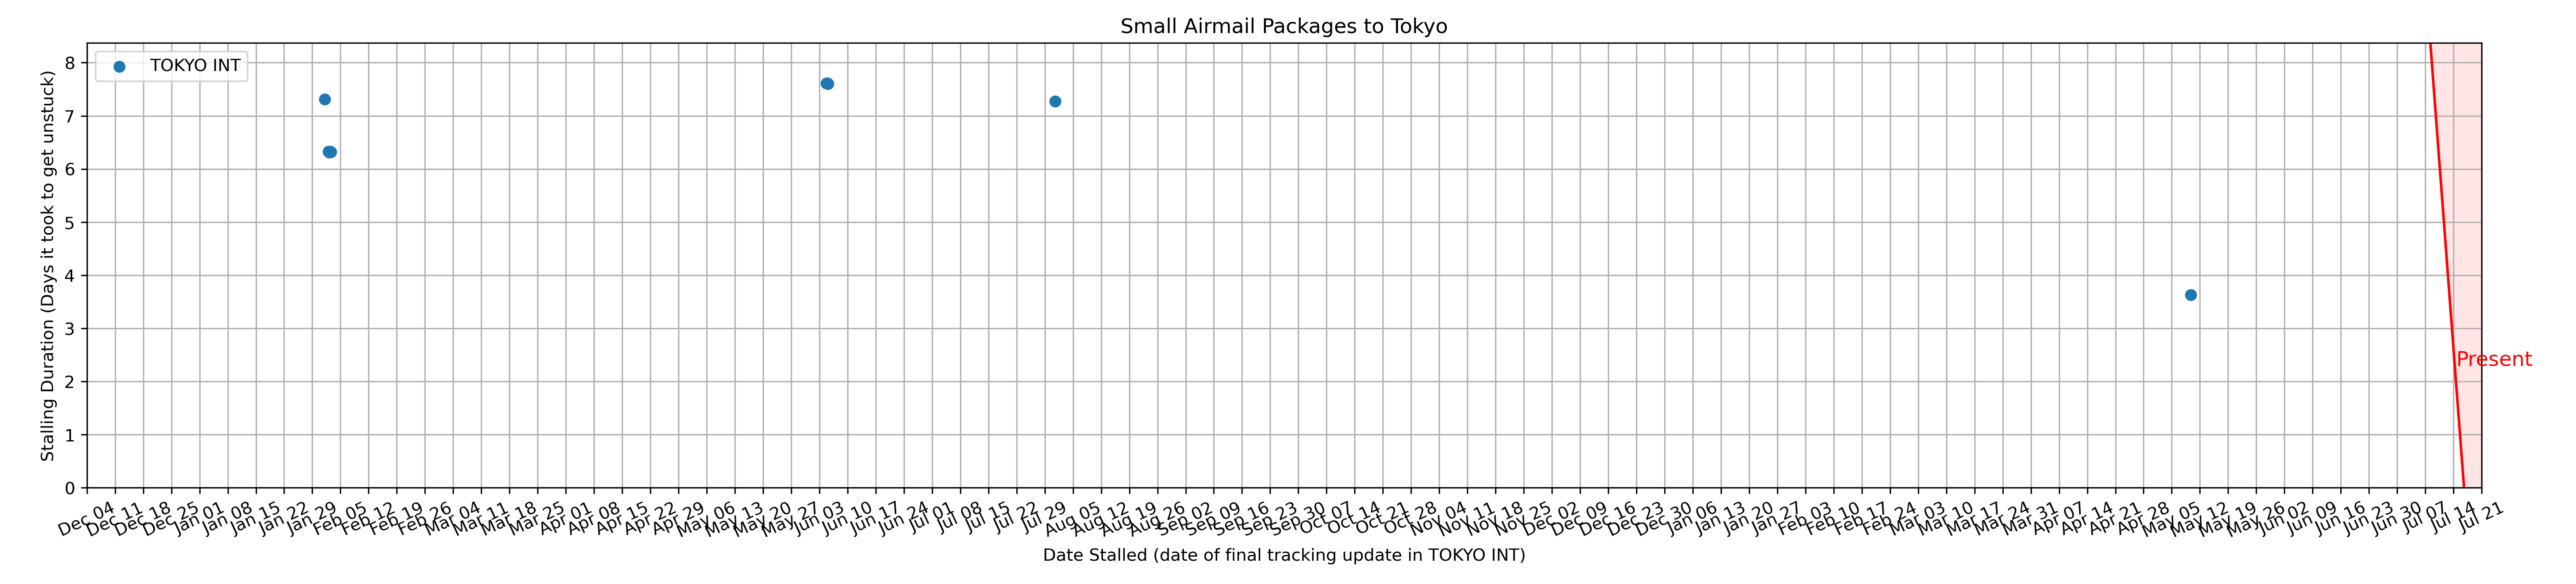 Small Airmail Packages to Tokyo
TOKYO INT
Stalling Duration (Days it took to get unstuck)
8
7
6
5
4
3
2
1
0
Present
Dec 04
Dec 11
Dec 18
Dec 25
Jan 01
Jan 08
Jan 15
Jan 22
Jan 29
Feb 05
Feb 12
Feb 19
Feb 26
Mar 04
Mar 11
Mar 18
Mar 25
Apr 01
Apr 08
Apr 15
Apr 22
Apr 29
May 06
May 13
May 20
May 27
Jun 03
Jun 10
Jun 17
Jun 24
Jul 01
Jul 08
Jul 15
Jul 22
Jul 29
Aug 05
Aug 12
Aug 19
Aug 26
Sep 02
Sep 09
Sep 16
Sep 23
Sep 30
Oct 07
Oct 14
Oct 21
Oct 28
Nov 04
Nov 11
Nov 18
Nov 25
Dec 02
Dec 09
Dec 16
Dec 23
Dec 30
Jan 06
Jan 13
Jan 20
Jan 27
Feb 03
Feb 10
Feb 17
Feb 24
Mar 03
Mar 10
Mar 17
Mar 24
Mar 31
Apr 07
Apr 14
Apr 21
Apr 28
May 05
May 12
May 19
May 26
Jun 02
Jun 09
Jun 16
Jun 23
Jun 30
Jul 07
Jul 14
Jul 21
Date Stalled (date of final tracking update in TOKYO INT)